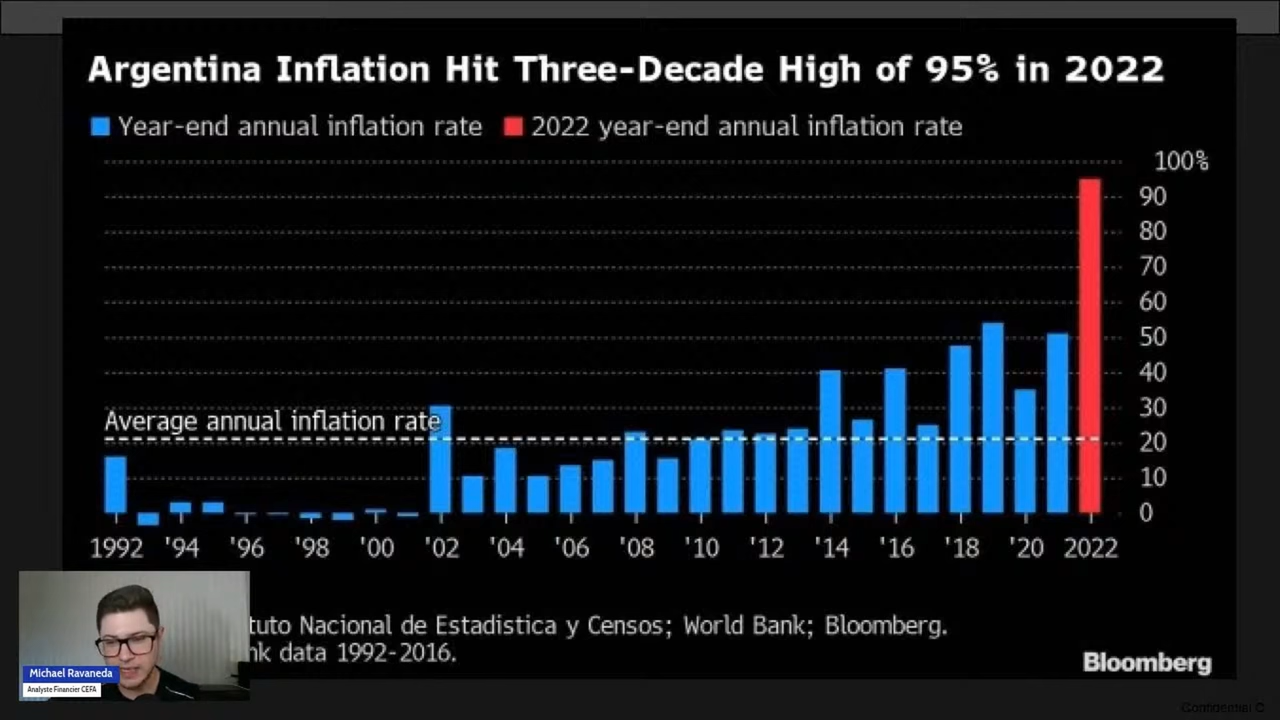 Argentina Inflation Hit Three-Decade High of 95% in 2022
Year-end annual inflation rate 2022 year-end annual inflation rate
100%
90
80
70
60
50
40
30
Average annual inflation rate
20
10
0
1992 '94 '96 '98 '00 '02 '04 '06 '08 '10 '12 '14 '16 '18 '20 2022
tuto Nacional de Estadistica y Censos; World Bank; Bloomberg.
nk data 1992-2016.
Bloomberg
Michael Ravaneda
Analyste Financier CEFA
Confidential C